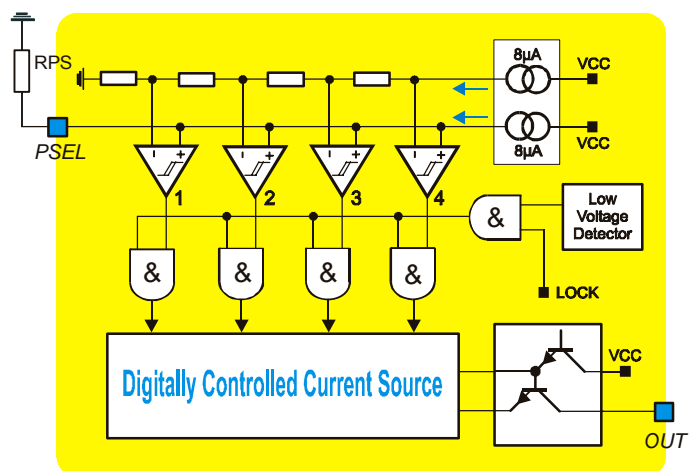 8µA
VCC
RPS
VCC
8µA
PSEL
- +
- +
- +
- +
1
2
3
4
&
Low
Voltage
Detector
&
&
&
&
LOCK
Digitally Controlled Current Source
VCC
OUT